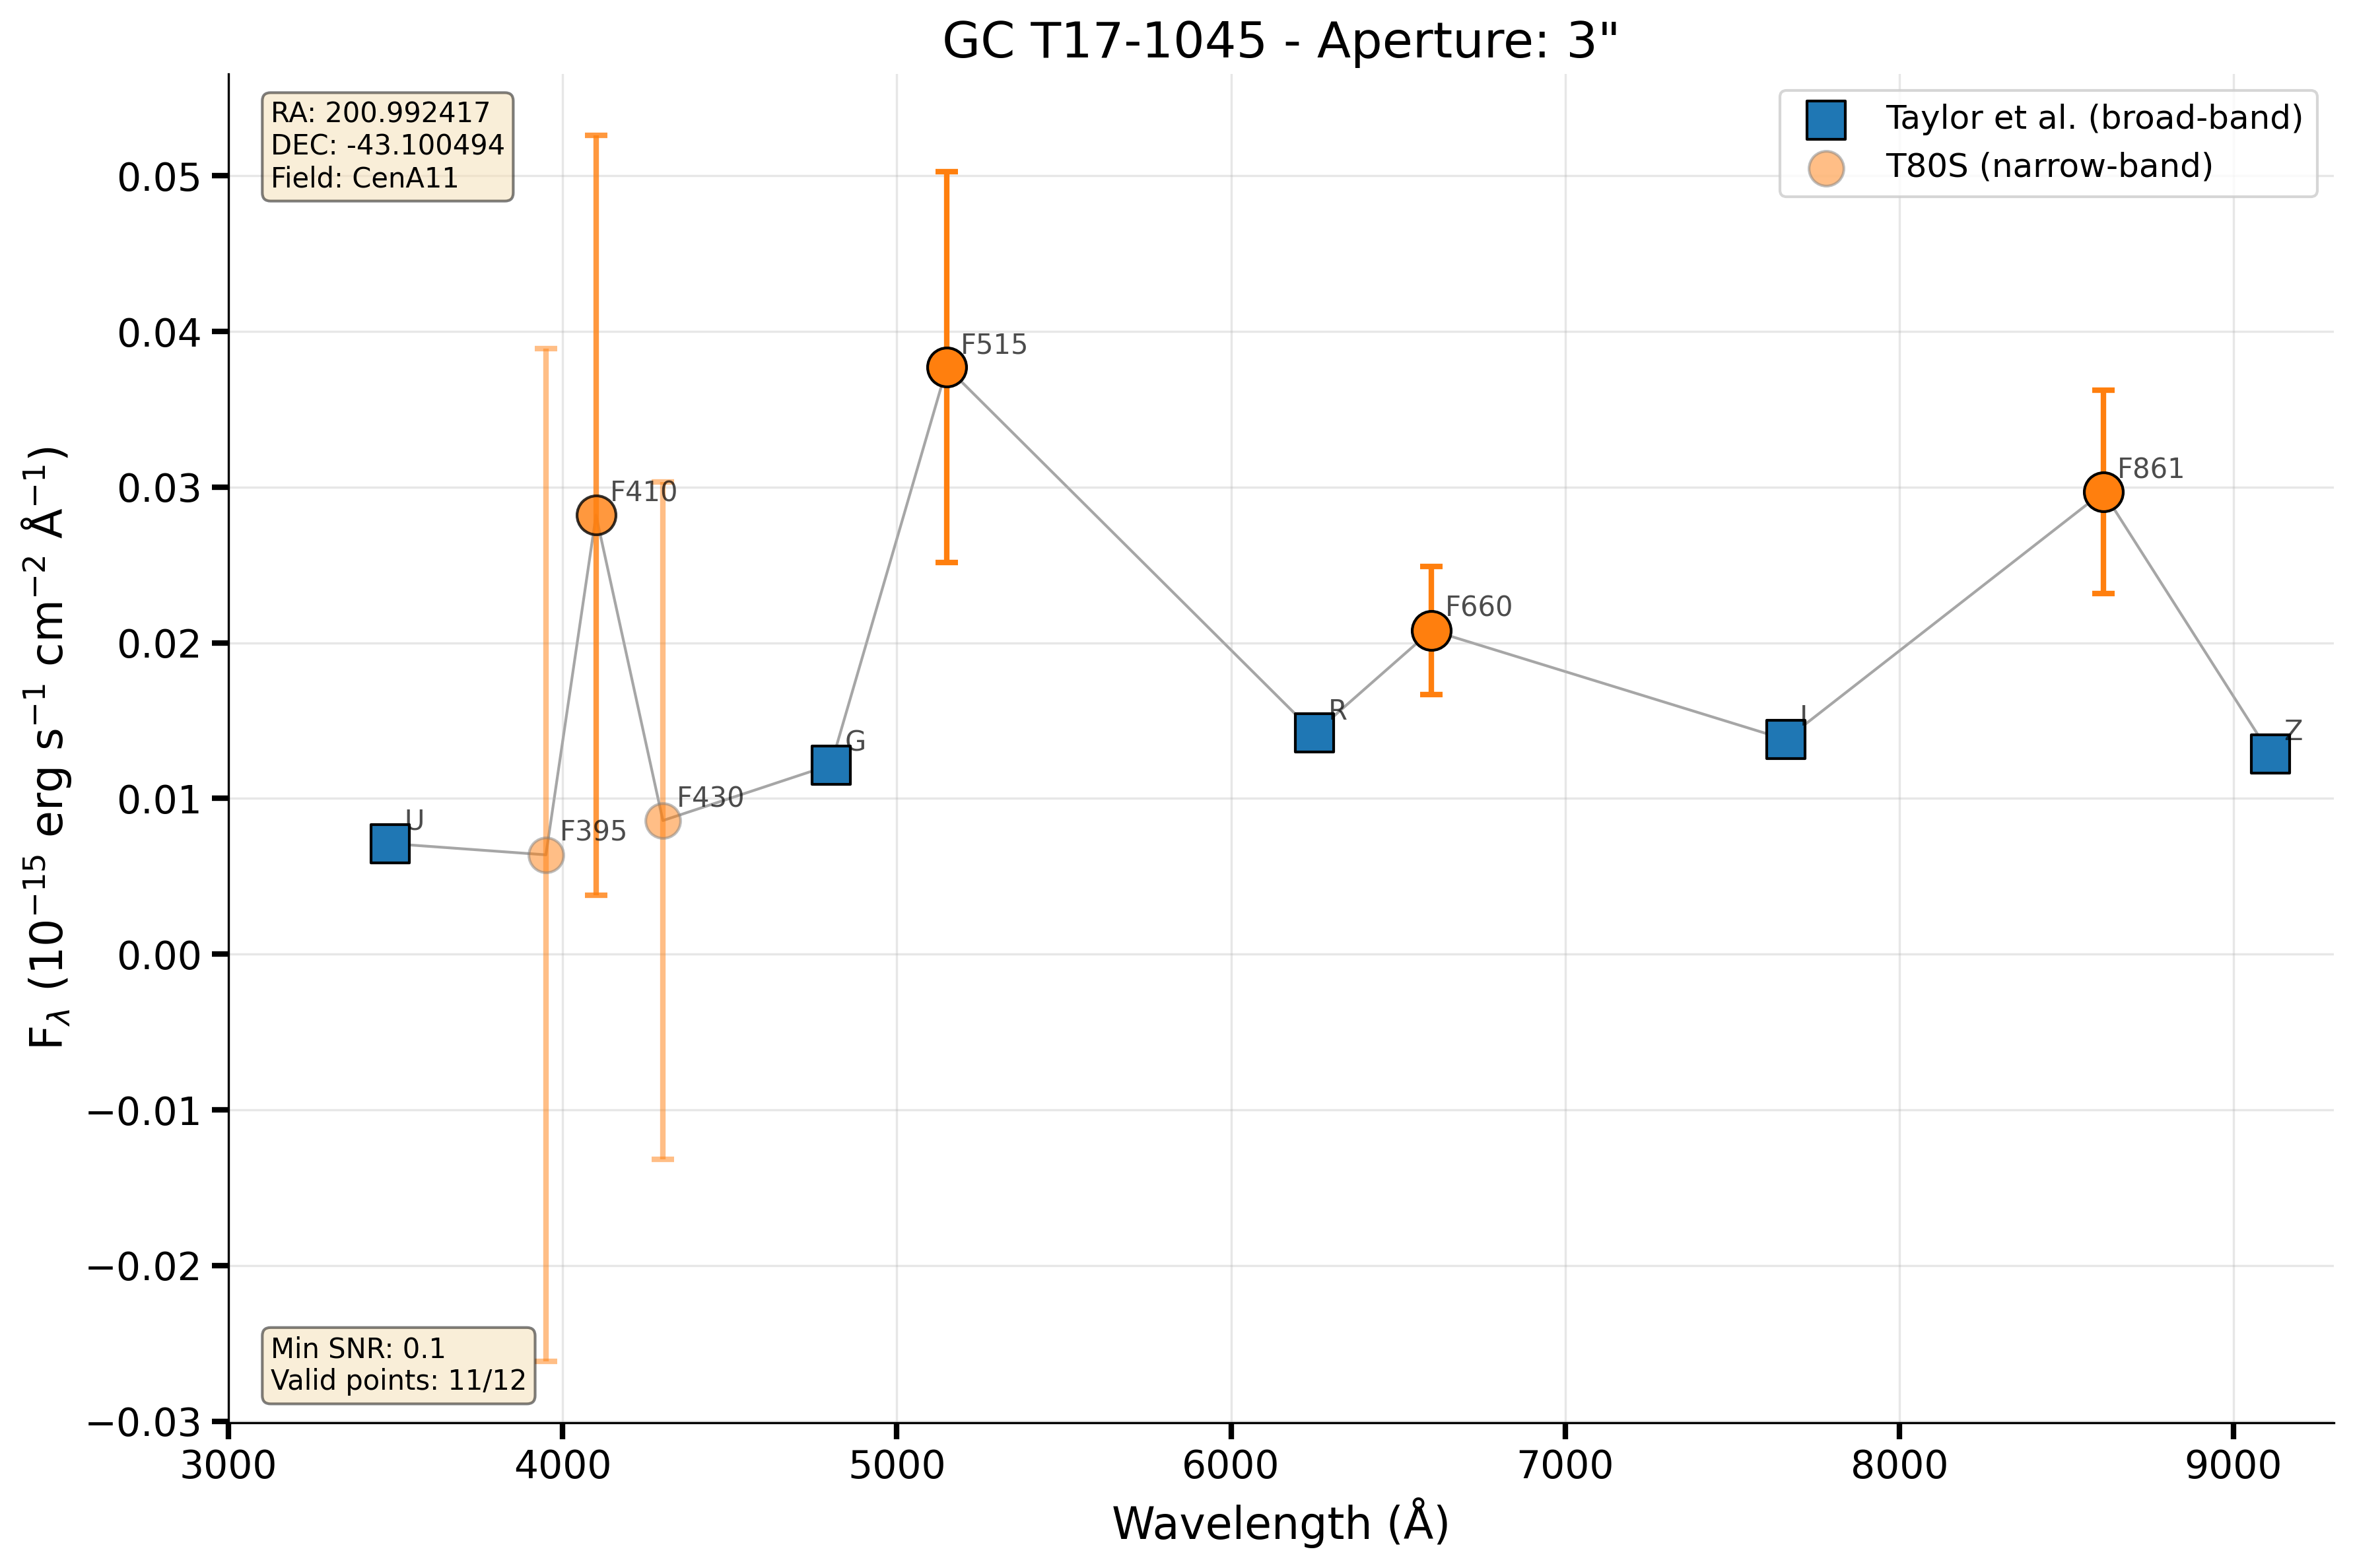 GC T17-1045 - Aperture: 3"
RA: 200.992417
DEC: -43.100494
Field: CenA11
Taylor et al. (broad-band)
T80S (narrow-band)
F$_{λ}$ (10$^{−15}$ erg s$^{−1}$ cm$^{−2}$ Å$^{−1}$)
0.05
0.04
0.03
0.02
0.01
0.00
−0.01
−0.02
−0.03
U
F395
F410
F430
G
F515
R
F660
I
F861
Z
Min SNR: 0.1
Valid points: 11/12
3000 4000 5000 6000 7000 8000 9000
Wavelength (Å)